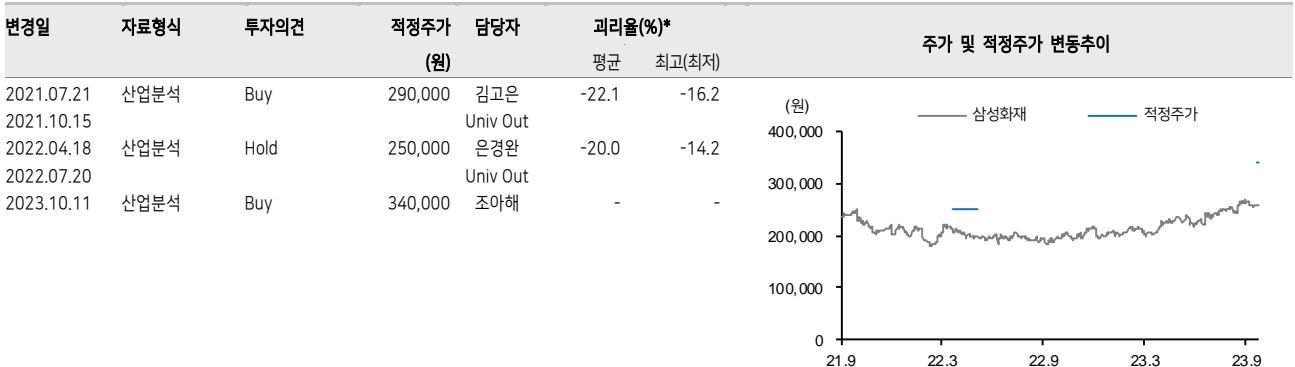 변경일 자료형식 투자의견 적정주가 담당자 괴리율(%)*
(원) 평균 최고(최저)
2021.07.21 산업분석 Buy 290,000 김고은 -22.1 -16.2
2021.10.15 Univ Out
2022.04.18 산업분석 Hold 250,000 은경완 -20.0 -14.2
2022.07.20 Univ Out
2023.10.11 산업분석 Buy 340,000 조아해 - -
주가 및 적정주가 변동추이
(원) 삼성화재 적정주가
400,000
300,000
200,000
100,000
0
21.9 22.3 22.9 23.3 23.9